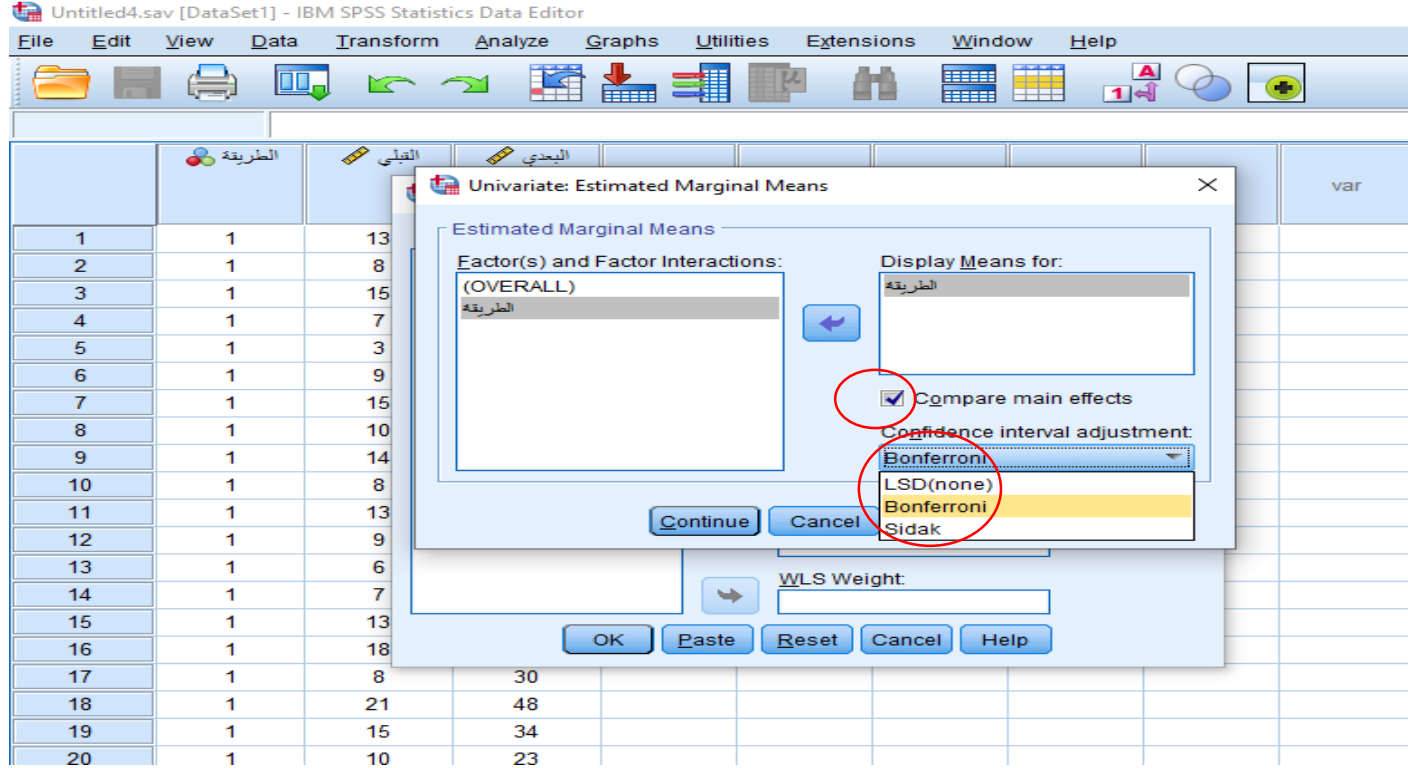 Untitled4.sav [DataSet1] - IBM SPSS Statistics Data Editor
File Edit View Data Transform Analyze Graphs Utilities Extensions Window Help
الطريقة القبلي البعدي var
Univariate: Estimated Marginal Means
Estimated Marginal Means
Factor(s) and Factor Interactions: Display Means for:
(OVERALL) الطريقة
الطريقة
Compare main effects
Confidence interval adjustment:
Bonferroni
LSD(none)
Bonferroni
Sidak
Continue Cancel
WLS Weight:
OK Paste Reset Cancel Help
1 1 13
2 1 8
3 1 15
4 1 7
5 1 3
6 1 9
7 1 15
8 1 10
9 1 14
10 1 8
11 1 13
12 1 9
13 1 6
14 1 7
15 1 13
16 1 18
17 1 8 30
18 1 21 48
19 1 15 34
20 1 10 23